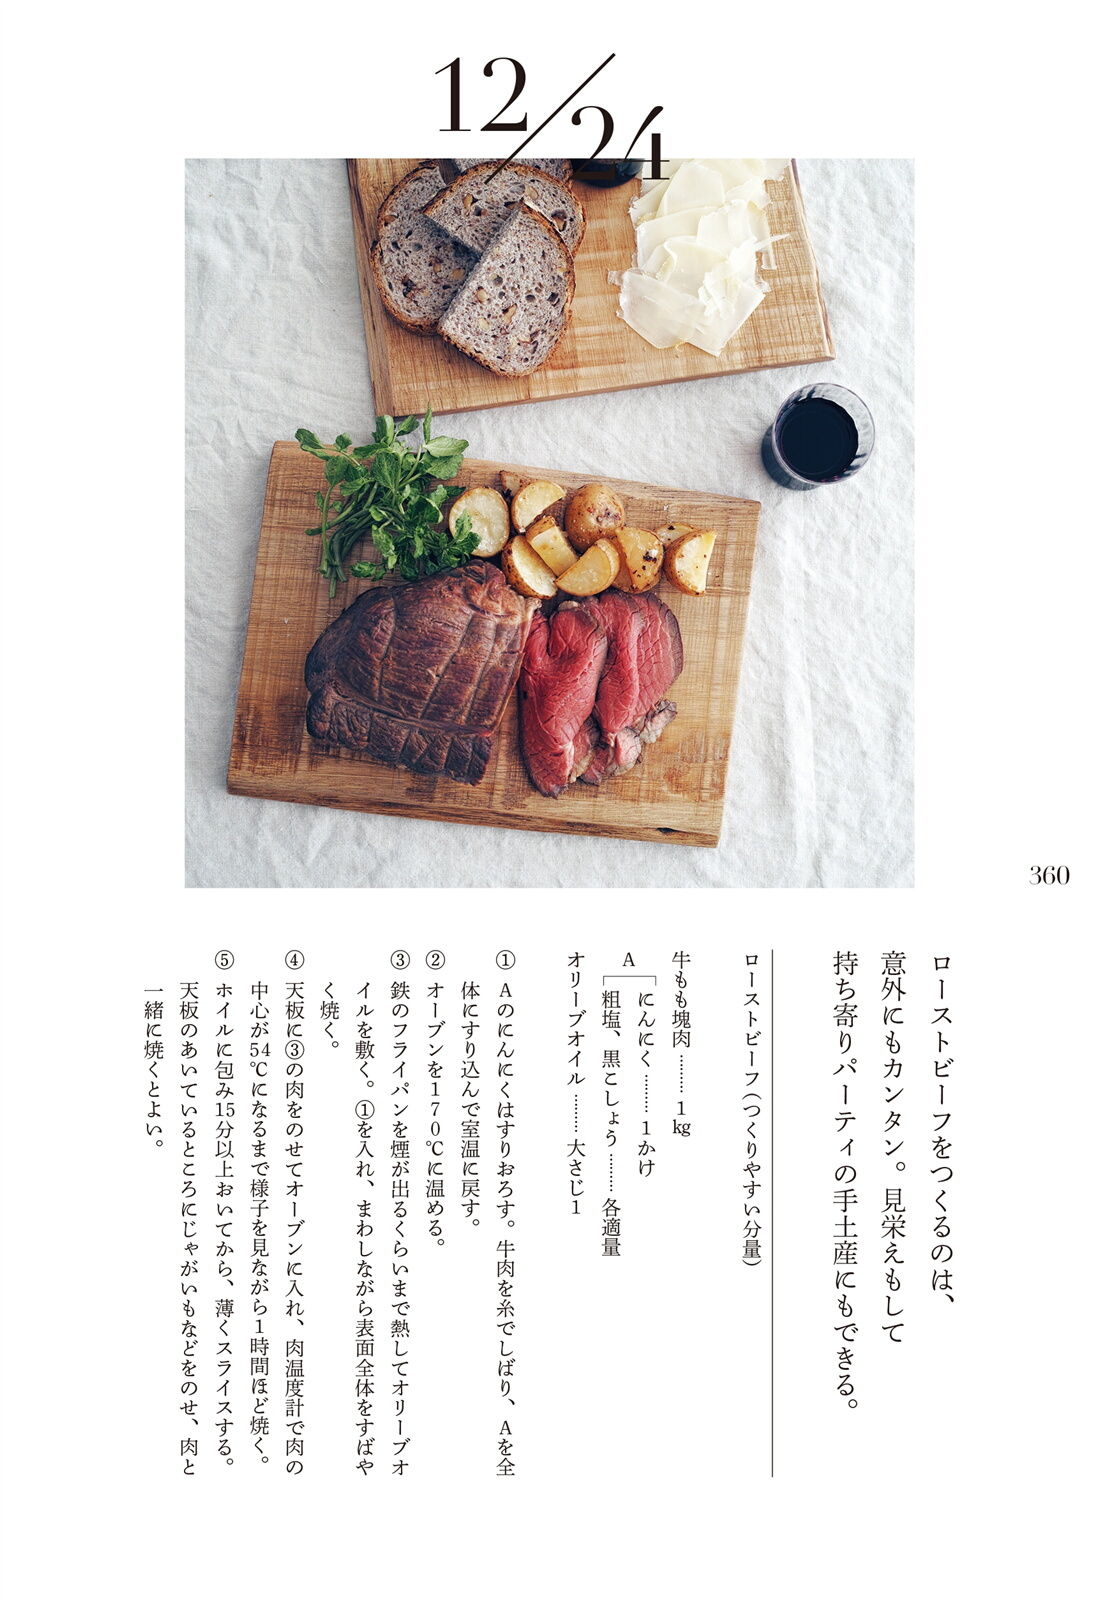 12/24
360
ローストビーフをつくるのは、
意外にもカンタン。見栄えもして
持ち寄りパーティの手土産にもできる。
ローストビーフ(つくりやすい分量)
牛もも塊肉………1kg
A
にんにく………1かけ
粗塩、黒こしょう………各適量
オリーブオイル………大さじ1
① Aのにんにくはすりおろす。牛肉を糸でしばり、Aを全
体にすり込んで室温に戻す。
② オーブンを170℃に温める。
③ 鉄のフライパンを煙が出るくらいまで熱してオリーブオ
イルを敷く。①を入れ、まわしながら表面全体をすばや
く焼く。
④ 天板に③の肉をのせてオーブンに入れ、肉温度計で肉の
中心が54℃になるまで様子を見ながら1時間ほど焼く。
⑤ ホイルに包み15分以上おいてから、薄くスライスする。
天板のあいているところにじゃがいもなどをのせ、肉と
一緒に焼くとよい。